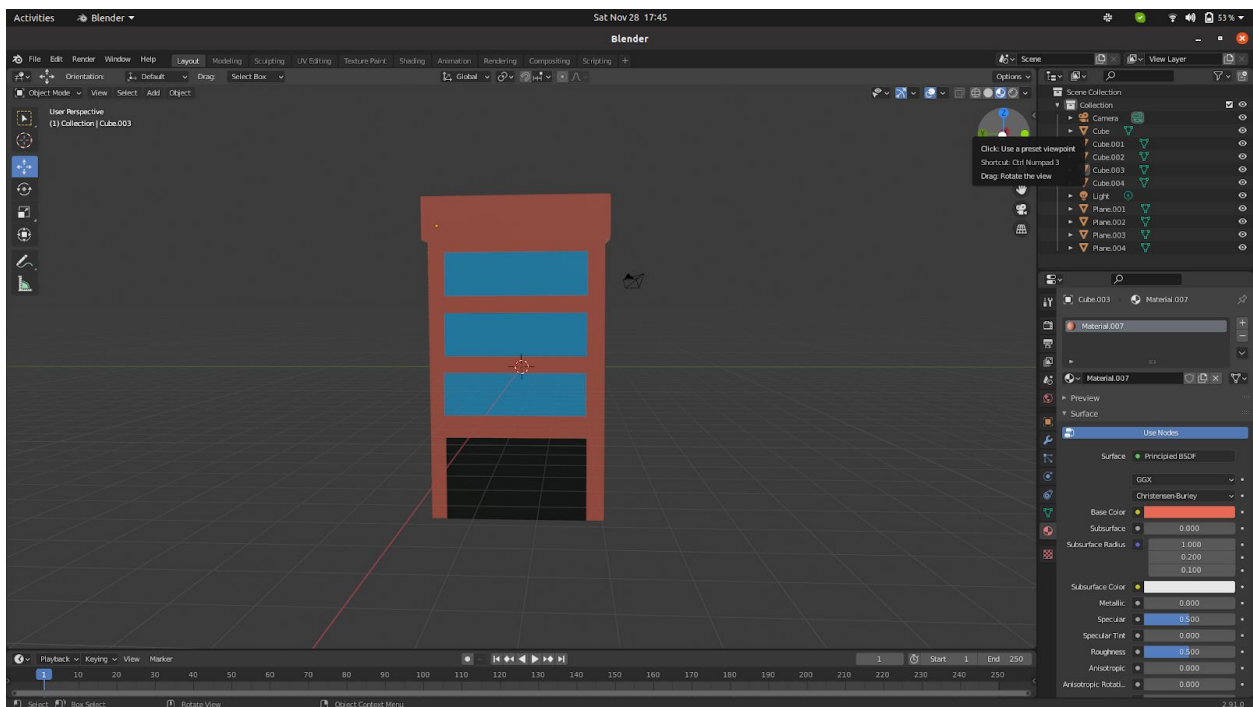 Activities Blender Sat Nov 28 17:45 53 %
Blender
File Edit Render Window Help Layout Modeling Sculpting UV Editing Texture Paint Shading Animation Rendering Compositing Scripting + Scene View Layer
Orientation: Default Drag: Select Box Global Options
Object Mode View Select Add Object
User Perspective
(1) Collection | Cube.003
Z
Y
Click: Use a preset viewpoint
Shortcut: Ctrl Numpad 3
Drag: Rotate the view
Scene Collection
Collection
Camera
Cube
Cube.001
Cube.002
Cube.003
Cube.004
Light
Plane.001
Plane.002
Plane.003
Plane.004
Cube.003 Material.007
Material.007
Material.007
Preview
Surface
Use Nodes
Surface Principled BSDF
GGX
Christensen-Burley
Base Color
Subsurface 0.000
Subsurface Radius 1.000
0.200
0.100
Subsurface Color
Metallic 0.000
Specular 0.500
Specular Tint 0.000
Roughness 0.500
Anisotropic 0.000
Anisotropic Rotati... 0.000
Playback Keying View Marker 1 Start 1 End 250
1 10 20 30 40 50 60 70 80 90 100 110 120 130 140 150 160 170 180 190 200 210 220 230 240 250
Select Box Select Rotate View Object Context Menu 2.91.0